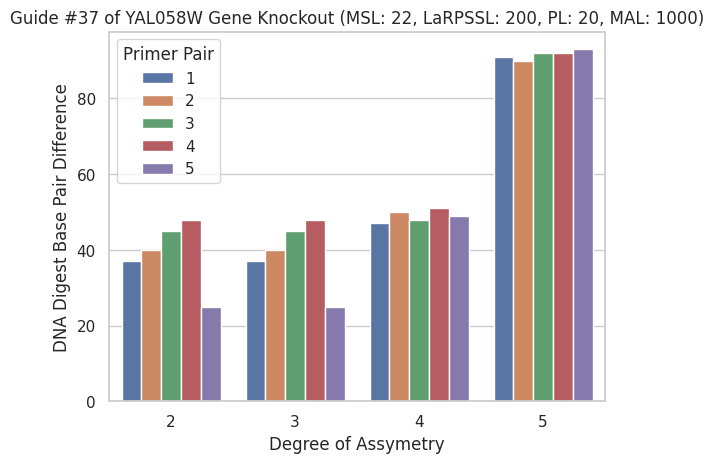 Guide #37 of YAL058W Gene Knockout (MSL: 22, LaRPSSL: 200, PL: 20, MAL: 1000)
Primer Pair
1
2
3
4
5
DNA Digest Base Pair Difference
80
60
40
20
0
2 3 4 5
Degree of Assymetry